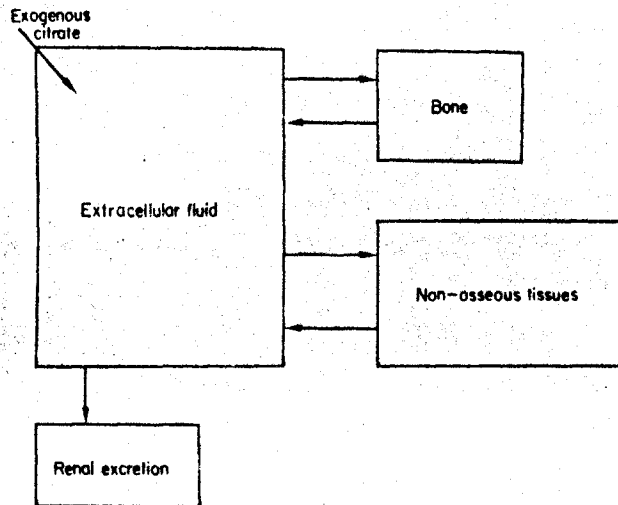 Exogenous
citrate
Bone
Extracellular fluid
Non-osseous tissues
Renal excretion